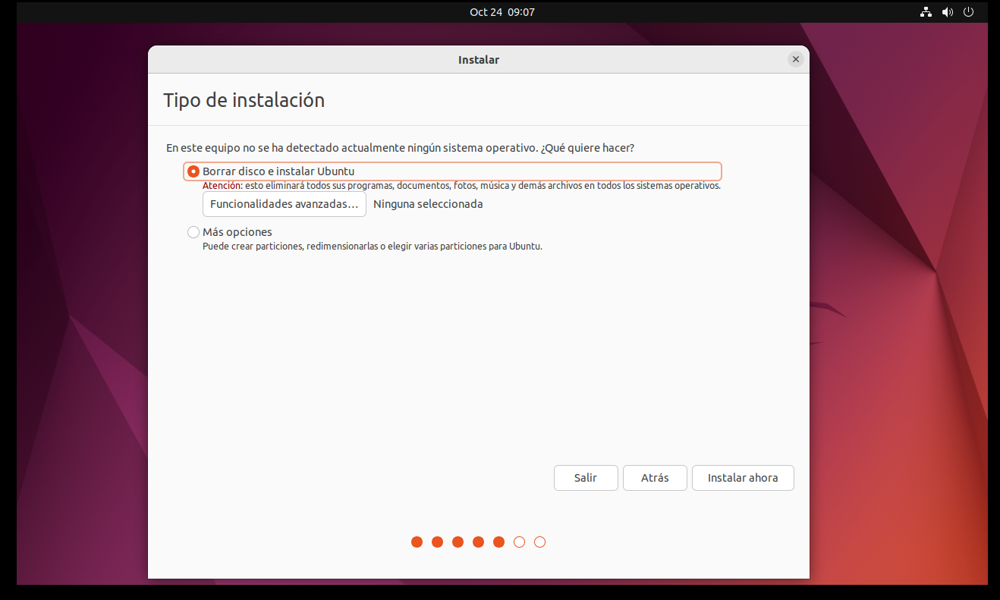 Oct 24 09:07
Instalar
Tipo de instalación
En este equipo no se ha detectado actualmente ningún sistema operativo. ¿Qué quiere hacer?
Borrar disco e instalar Ubuntu
Atención: esto eliminará todos sus programas, documentos, fotos, música y demás archivos en todos los sistemas operativos.
Funcionalidades avanzadas... Ninguna seleccionada
Más opciones
Puede crear particiones, redimensionarlas o elegir varias particiones para Ubuntu.
Salir Atrás Instalar ahora